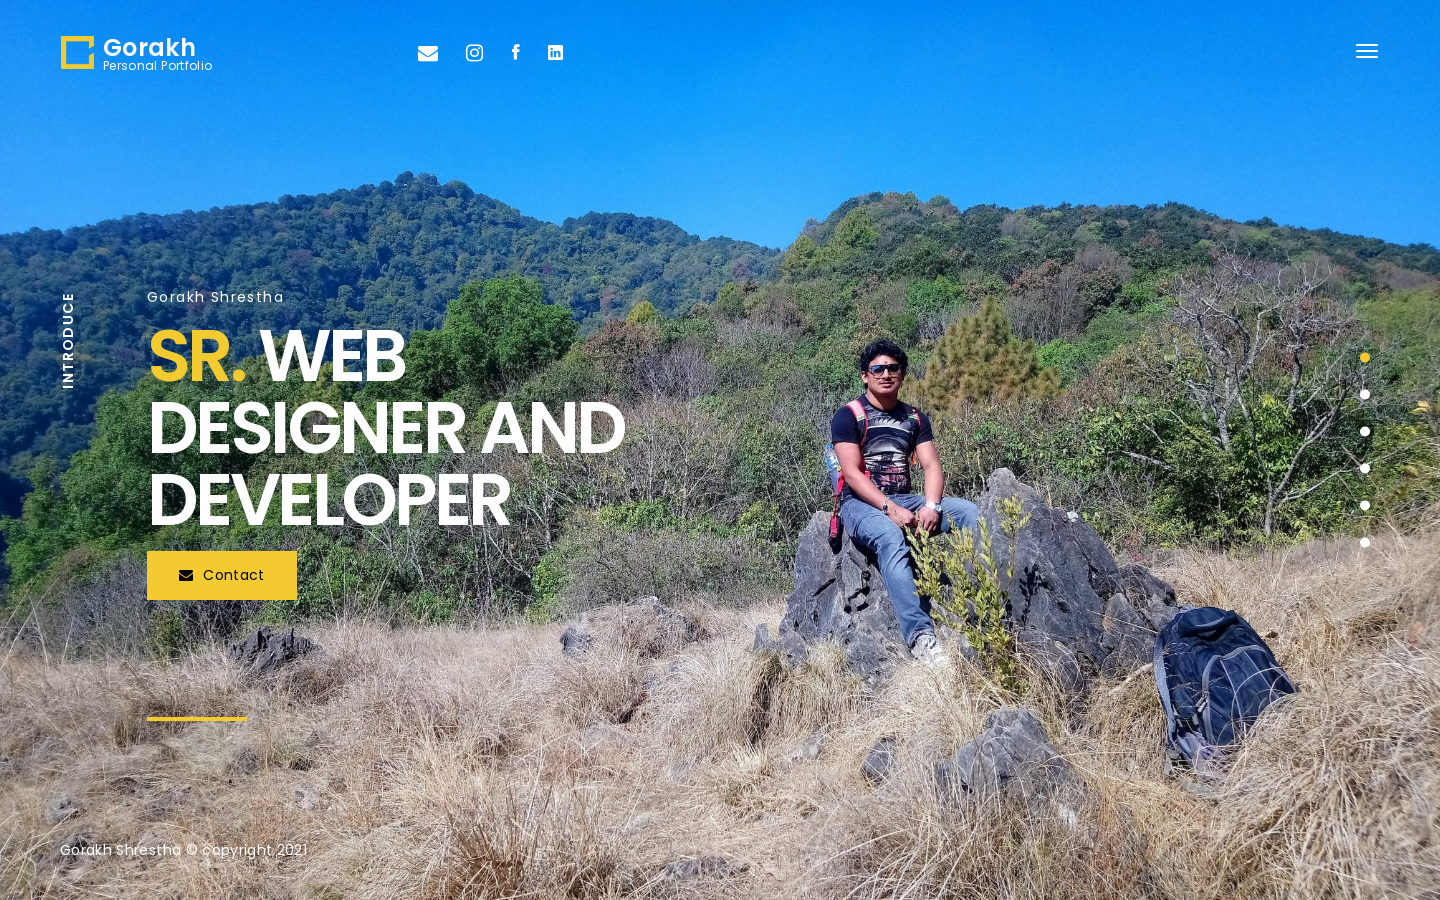 Gorakh
Personal Portfolio
INTRODUCE
Gorakh Shrestha
SR. WEB
DESIGNER AND
DEVELOPER
Contact
Gorakh Shrestha © copyright 2021